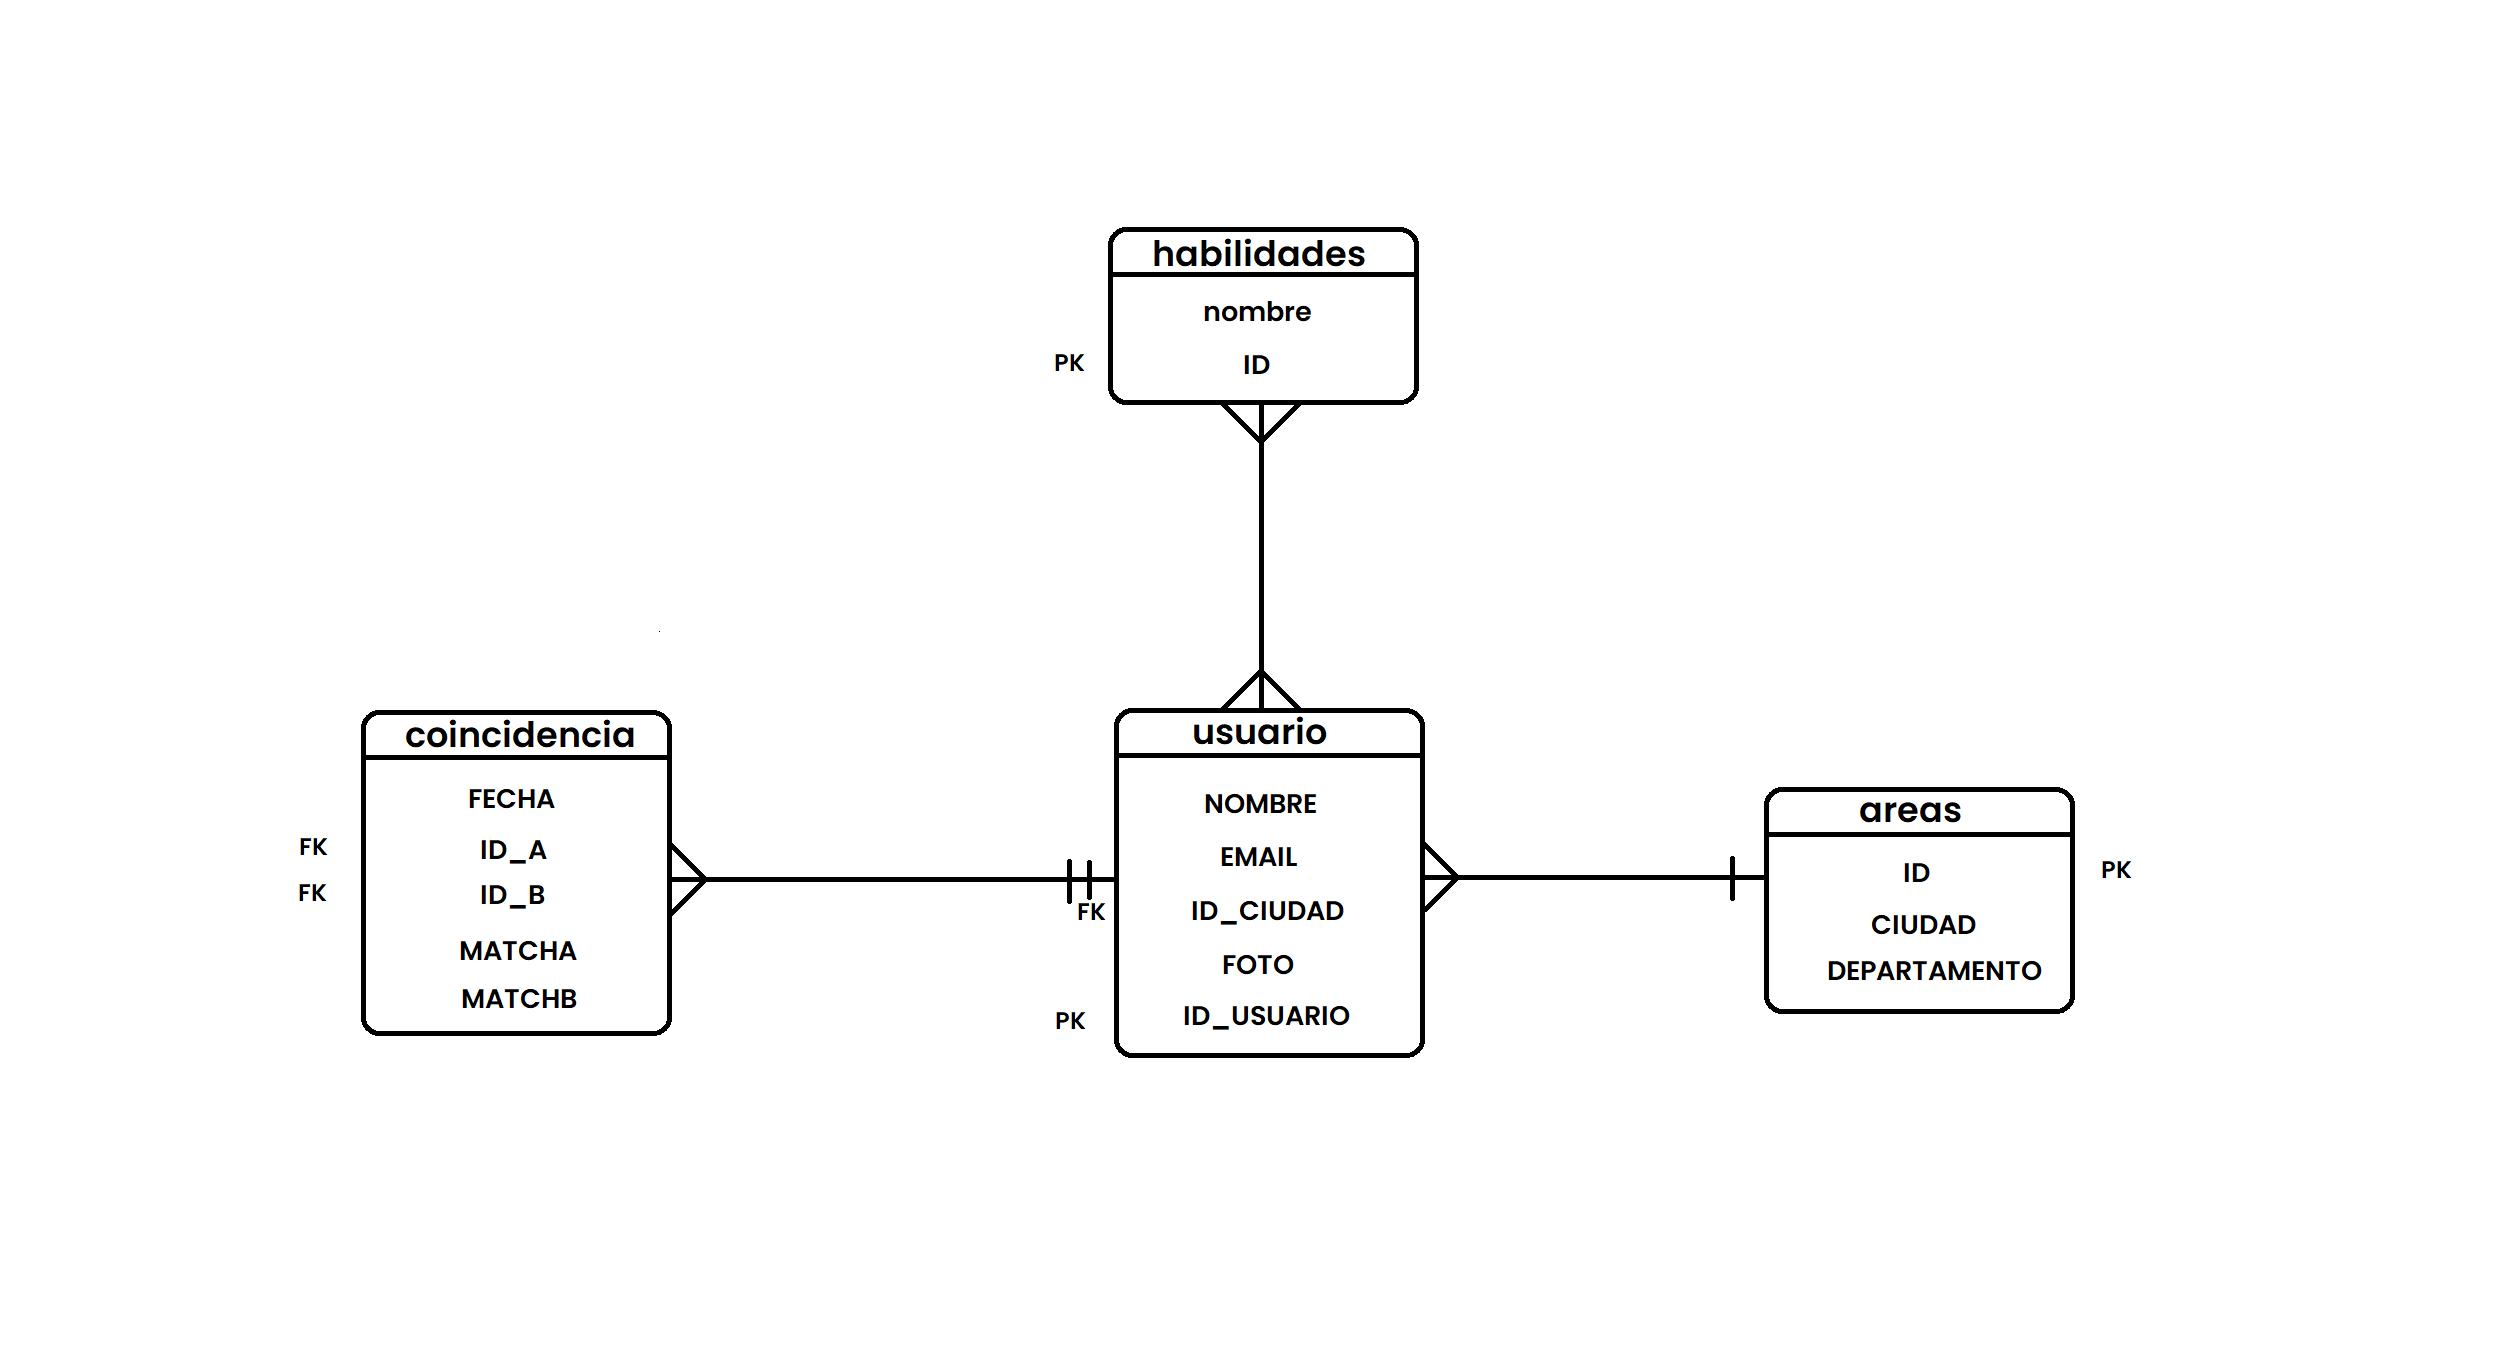 habilidades
nombre
PK
ID
coincidencia
FECHA
FK
ID_A
FK
ID_B
MATCHA
MATCHB
usuario
NOMBRE
EMAIL
FK
ID_CIUDAD
FOTO
PK
ID_USUARIO
areas
ID
PK
CIUDAD
DEPARTAMENTO